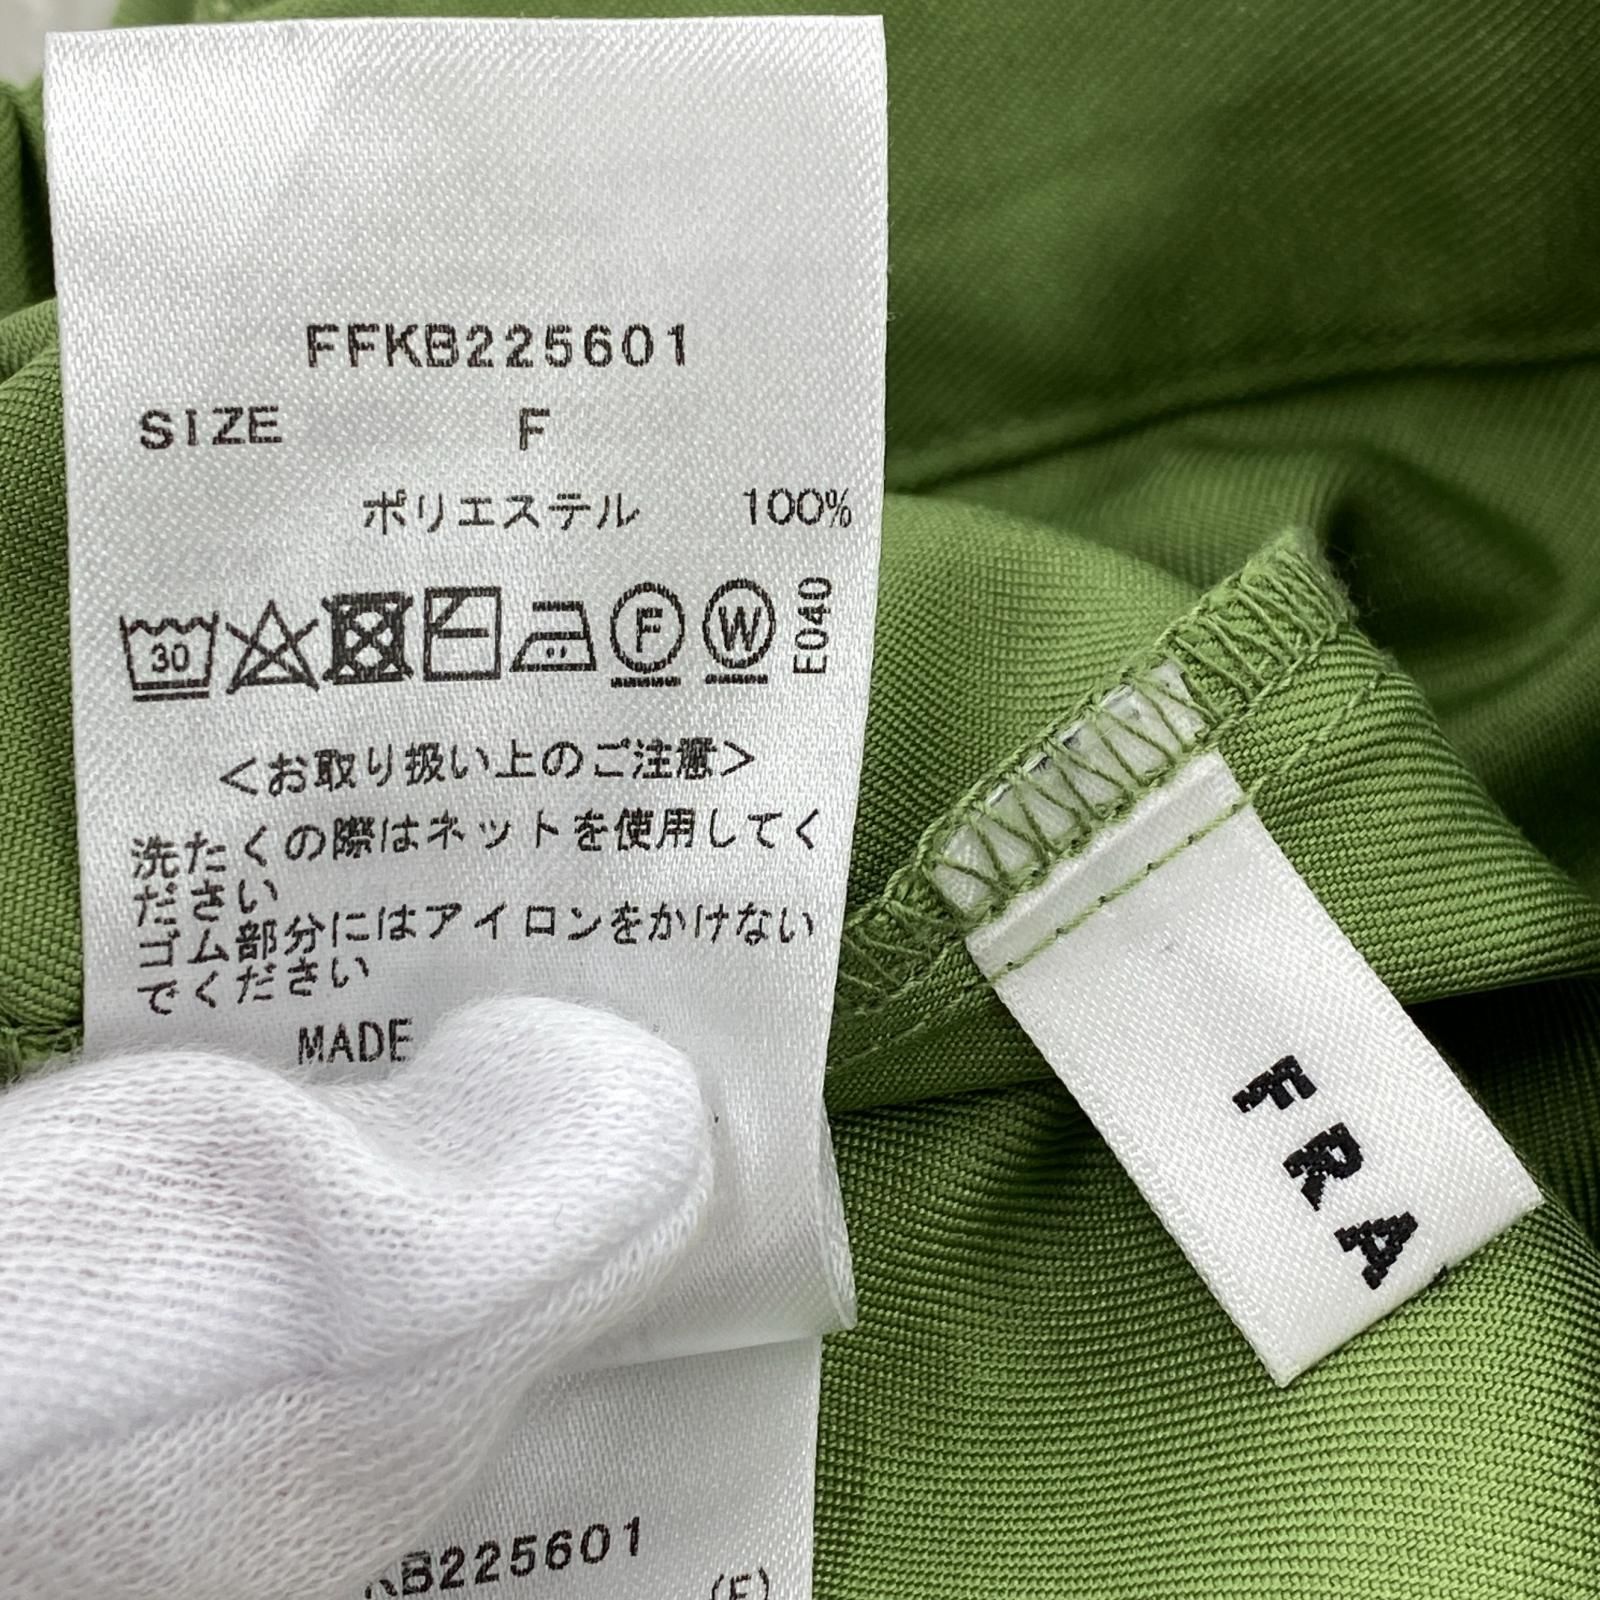 FFKB225601
SIZE F
ポリエステル 100%
30 F W E040
<お取り扱い上のご注意>
洗たくの際はネットを使用してく
ださい
ゴム部分にはアイロンをかけない
でください
MADE
KB225601
(F)
FRA